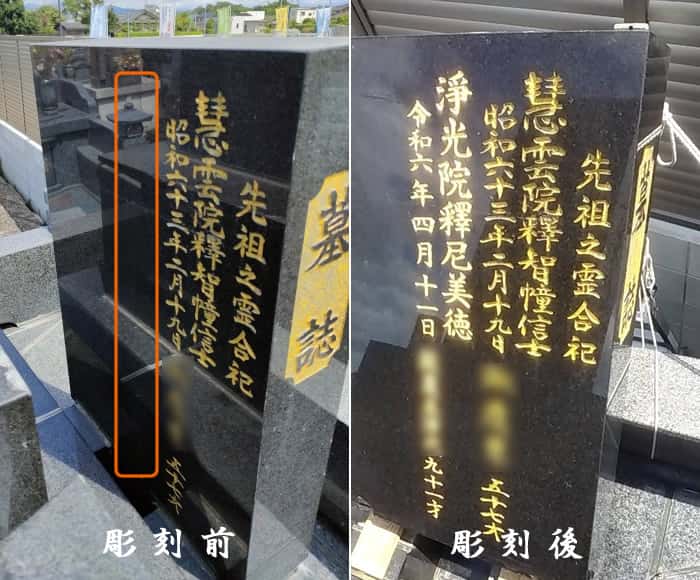 先祖之霊合祀
慧雲院釋智幢信士
昭和六十三年二月十九日
五十七才
墓誌
彫刻前
先祖之霊合祀
慧雲院釋智幢信士
昭和六十三年二月十九日
五十七才
淨光院釋尼美徳
令和六年四月十一日
九十一才
墓誌
彫刻後